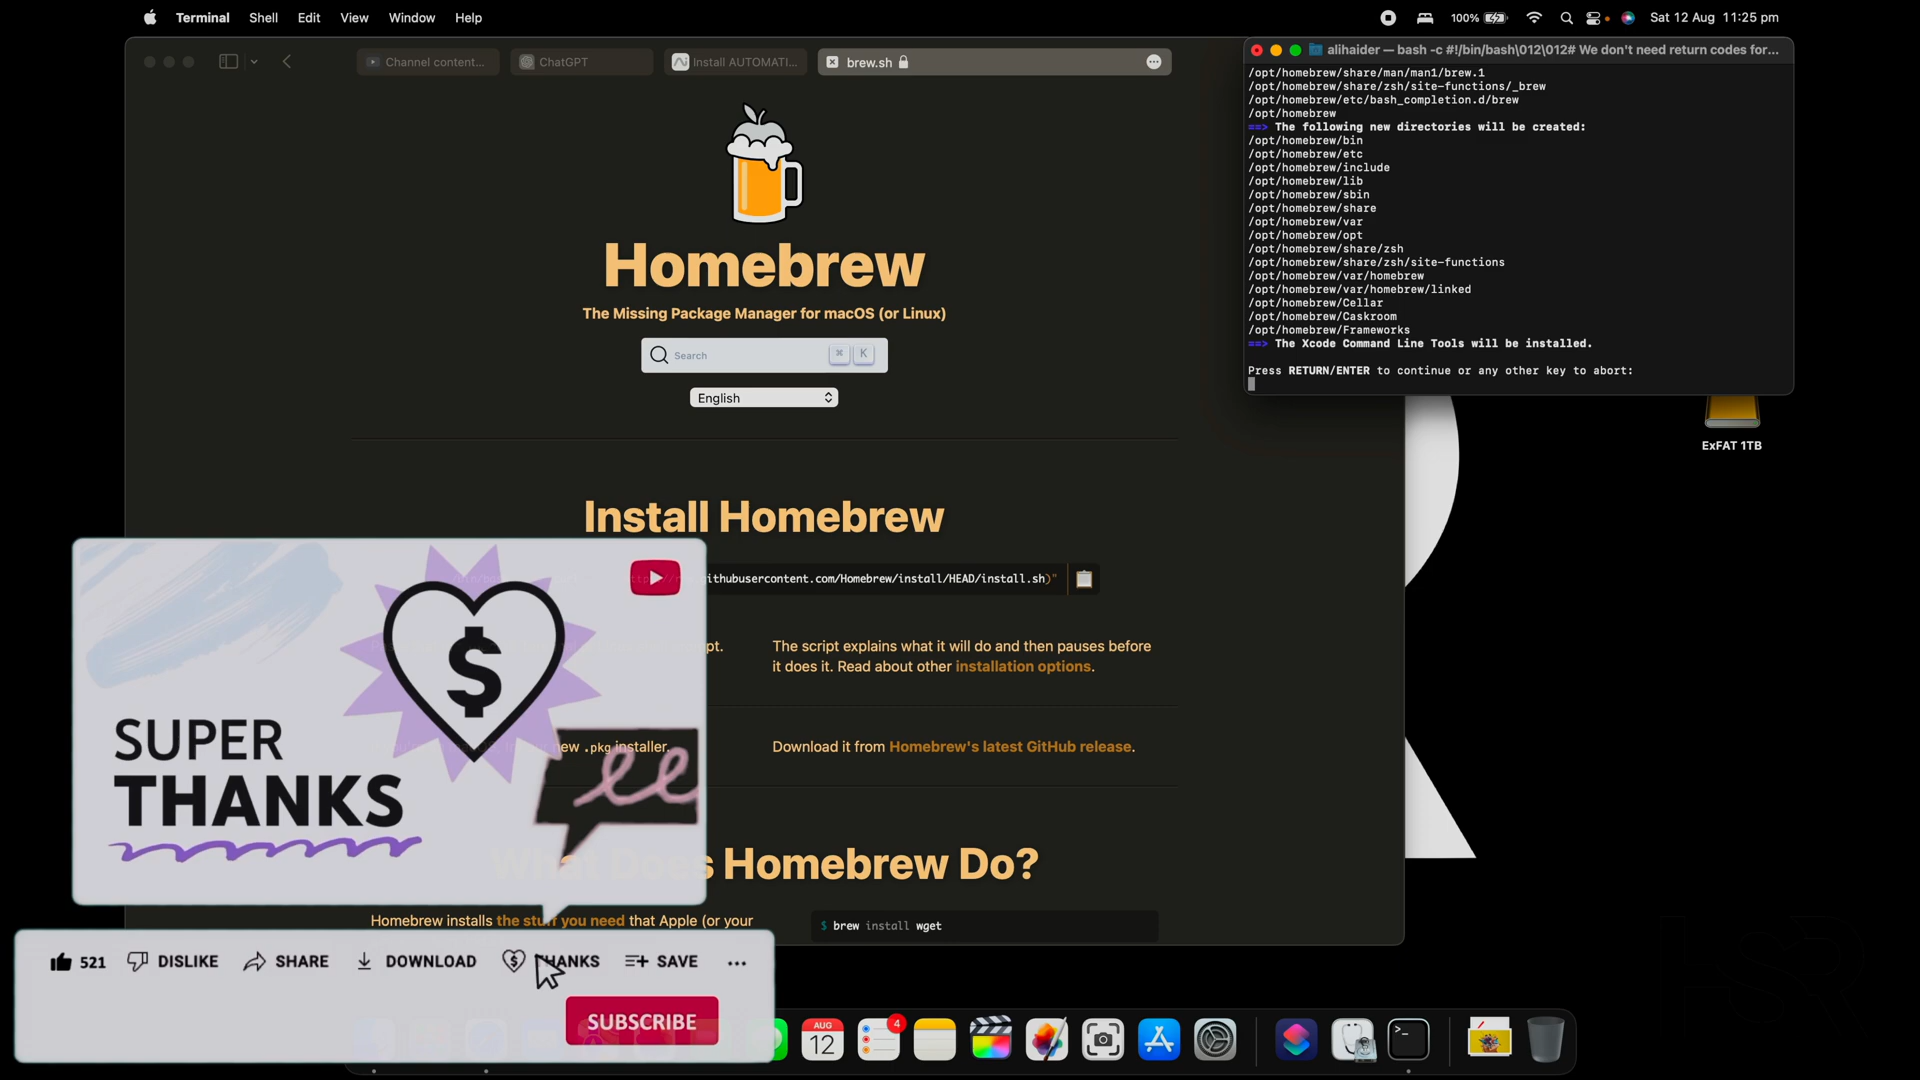 Terminal Shell Edit View Window Help
100% Sat 12 Aug 11:25 pm
Channel content...
ChatGPT
Install AUTOMATI...
brew.sh
alihaider — bash -c #!/bin/bash\012\012# We don't need return codes for...
/opt/homebrew/share/man/man1/brew.1
/opt/homebrew/share/zsh/site-functions/_brew
/opt/homebrew/etc/bash_completion.d/brew
/opt/homebrew
==> The following new directories will be created:
/opt/homebrew/bin
/opt/homebrew/etc
/opt/homebrew/include
/opt/homebrew/lib
/opt/homebrew/sbin
/opt/homebrew/share
/opt/homebrew/var
/opt/homebrew/opt
/opt/homebrew/share/zsh
/opt/homebrew/share/zsh/site-functions
/opt/homebrew/var/homebrew
/opt/homebrew/var/homebrew/linked
/opt/homebrew/Cellar
/opt/homebrew/Caskroom
/opt/homebrew/Frameworks
==> The Xcode Command Line Tools will be installed.
Press RETURN/ENTER to continue or any other key to abort:
ExFAT 1TB
Homebrew
The Missing Package Manager for macOS (or Linux)
Search ⌘ K
English
Install Homebrew
githubusercontent.com/Homebrew/install/HEAD/install.sh)"
The script explains what it will do and then pauses before
it does it. Read about other installation options.
new .pkg installer.
Download it from Homebrew's latest GitHub release.
What Does Homebrew Do?
Homebrew installs the stuff you need that Apple (or your
$ brew install wget
SUPER
THANKS
521 DISLIKE SHARE DOWNLOAD THANKS SAVE ...
SUBSCRIBE
AUG
12
4